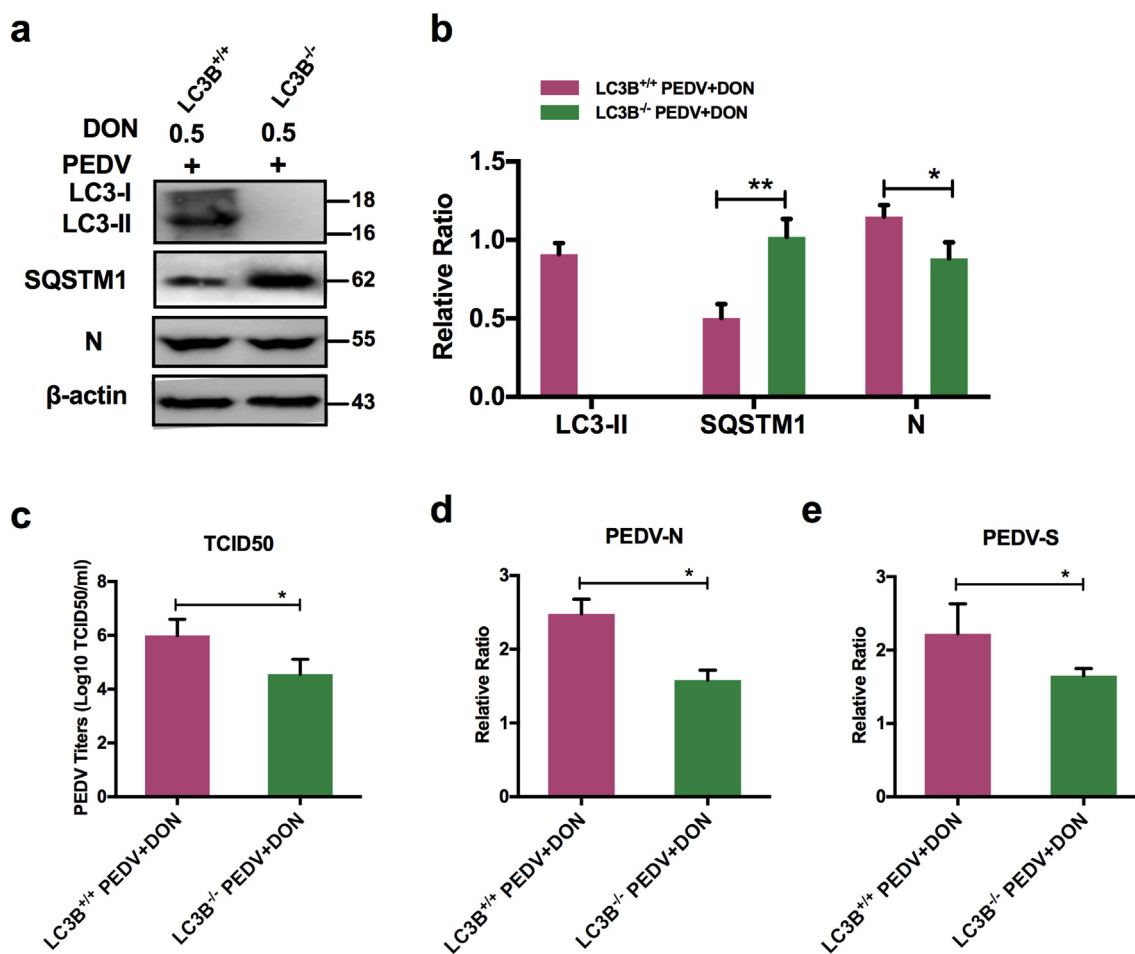 a
LC3B+/+
LC3B-/-
DON 0.5 0.5
PEDV + +
LC3-I
LC3-II
18
16
SQSTM1
62
N
55
β-actin
43
b
LC3B+/+ PEDV+DON
LC3B-/- PEDV+DON
Relative Ratio
1.5
1.0
0.5
0.0
**
*
LC3-II SQSTM1 N
c
TCID50
PEDV Titers (Log10 TCID50/ml)
8
6
4
2
0
*
LC3B+/+ PEDV+DON
LC3B-/- PEDV+DON
d
PEDV-N
Relative Ratio
3
2
1
0
*
LC3B+/+ PEDV+DON
LC3B-/- PEDV+DON
e
PEDV-S
Relative Ratio
3
2
1
0
*
LC3B+/+ PEDV+DON
LC3B-/- PEDV+DON